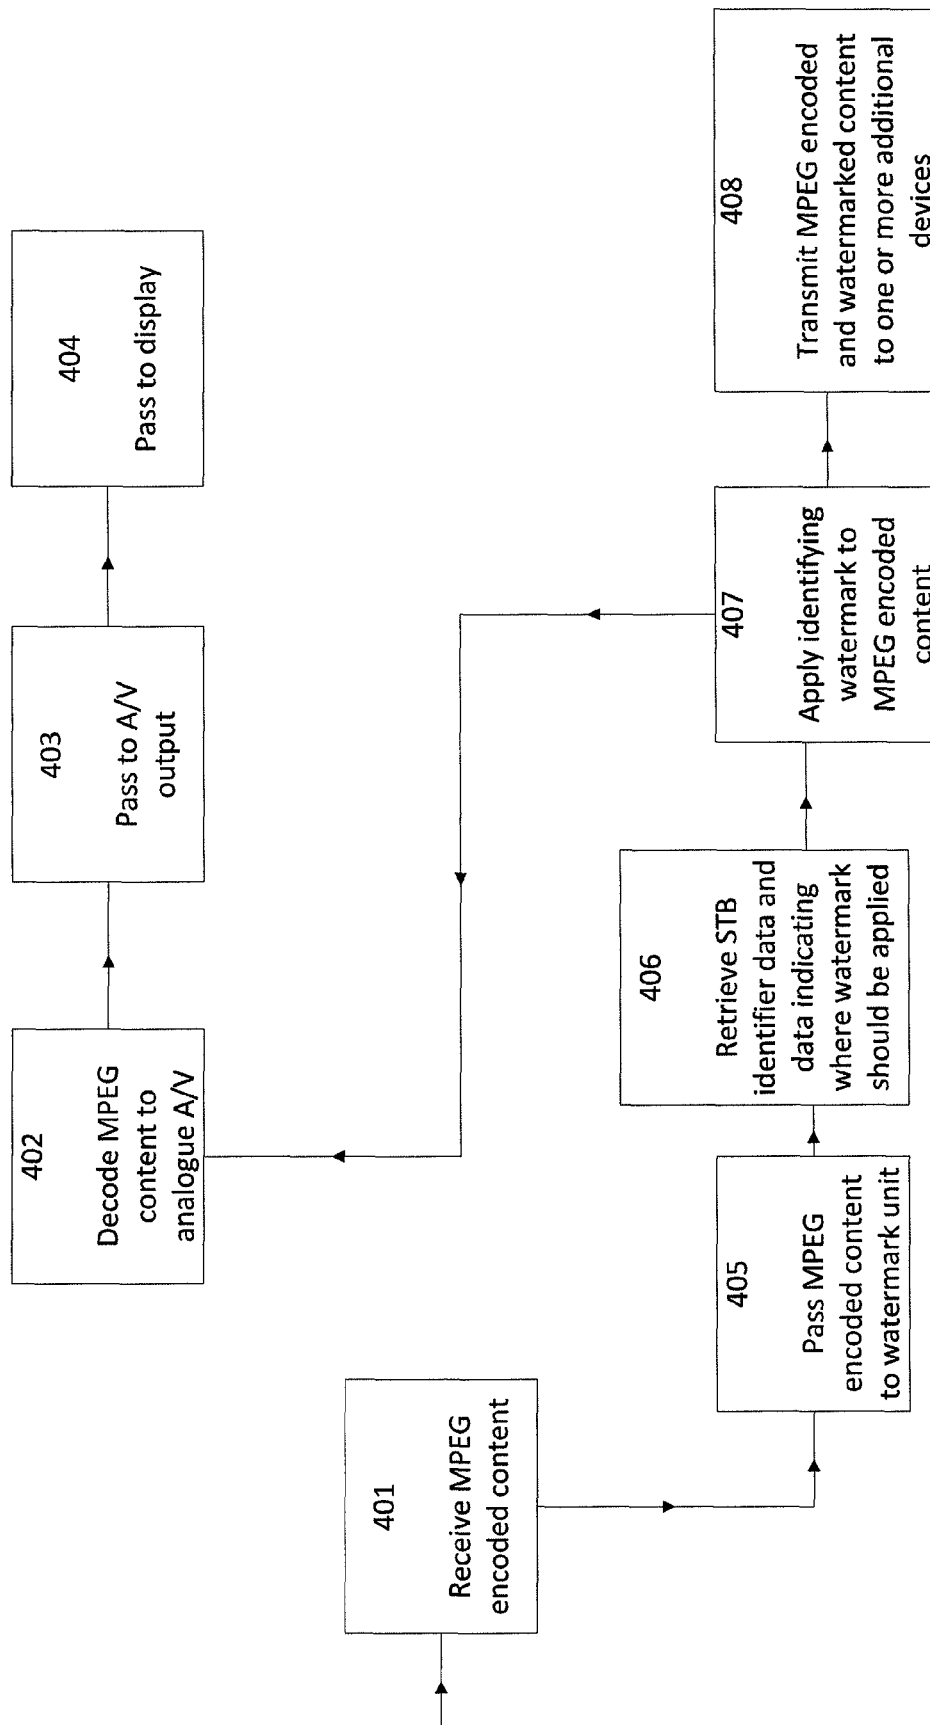 401
Receive MPEG
encoded content
402
Decode MPEG
content to
analogue A/V
403
Pass to A/V
output
404
Pass to display
405
Pass MPEG
encoded content
to watermark unit
406
Retrieve STB
identifier data and
data indicating
where watermark
should be applied
407
Apply identifying
watermark to
MPEG encoded
content
408
Transmit MPEG encoded
and watermarked content
to one or more additional
devices